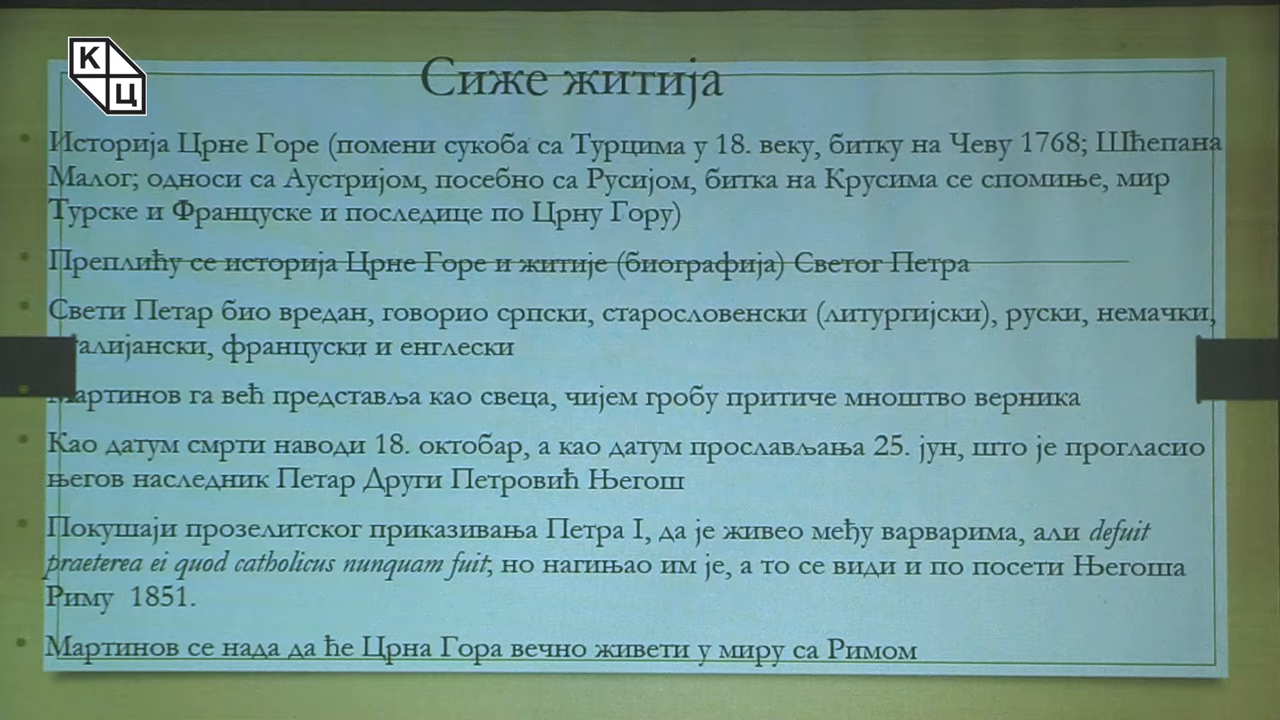 К
Ц
Сиже житија
• Историја Црне Горе (помени сукоба са Турцима у 18. веку, битку на Чеву 1768; Шћепана
Малог; односи са Аустријом, посебно са Русијом, битка на Крусима се спомиње, мир
Турске и Француске и последице по Црну Гору)
• Преплићу се историја Црне Горе и житије (биографија) Светог Петра
• Свети Петар био вредан, говорио српски, старословенски (литургијски), руски, немачки,
италијански, француски и енглески
• Мартинов га већ представља као свеца, чијем гробу притиче мноштво верника
• Као датум смрти наводи 18. октобар, а као датум прослављања 25. јун, што је прогласио
његов наследник Петар Други Петровић Његош
• Покушаји прозелитског приказивања Петра I, да је живео међу варварима, али defuit
praeterea ei quod catholicus nunquam fuit; но нагињао им је, а то се види и по посети Његоша
Риму 1851.
• Мартинов се нада да ће Црна Гора вечно живети у миру са Римом